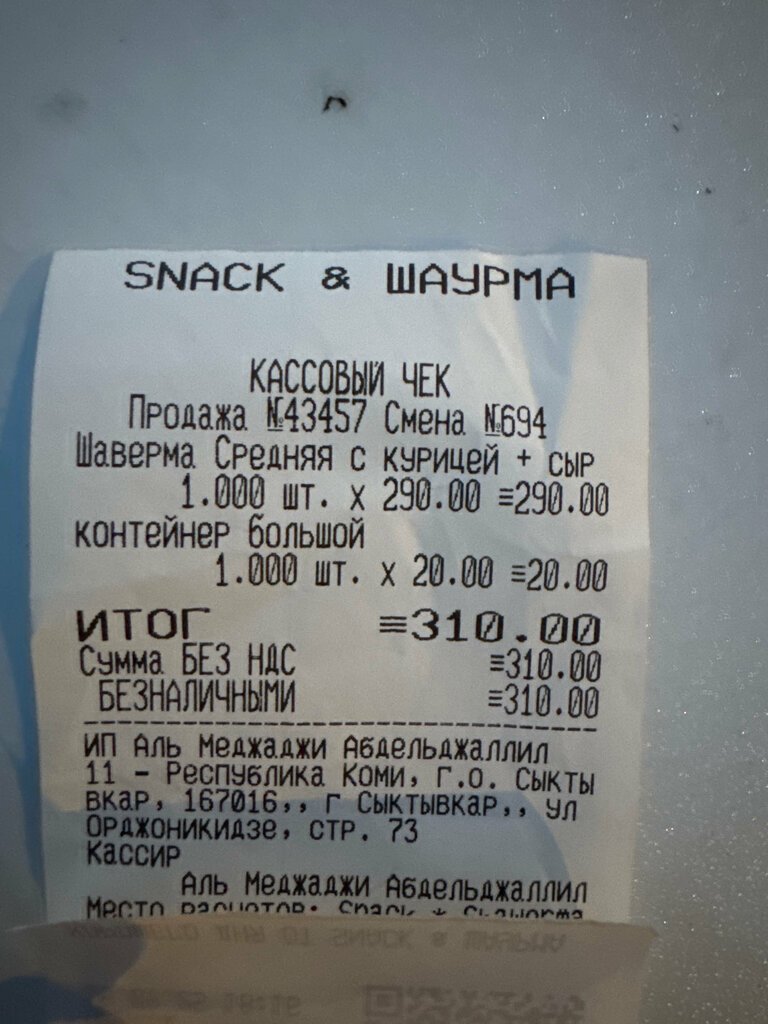 SNACK & ШАУРМА
КАССОВЫЙ ЧЕК
Продажа №43457 Смена №694
Шаверма Средняя с курицей + сыр
1.000 шт. х 290.00 ≡290.00
контейнер большой
1.000 шт. х 20.00 ≡20.00
ИТОГ ≡310.00
Сумма БЕЗ НДС ≡310.00
БЕЗНАЛИЧНЫМИ ≡310.00
ИП Аль Меджаджи Абдельджаллил
11 - Республика Коми, г.о. Сыкты
вкар, 167016,, г Сыктывкар,, ул
Орджоникидзе, стр. 73
Кассир
Аль Меджаджи Абдельджаллил
Место расчетов: Snack *